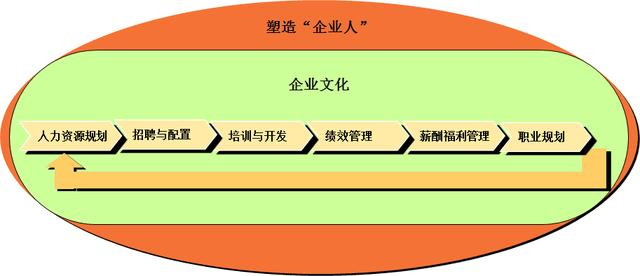 塑造“企业人”
企业文化
人力资源规划
招聘与配置
培训与开发
绩效管理
薪酬福利管理
职业规划